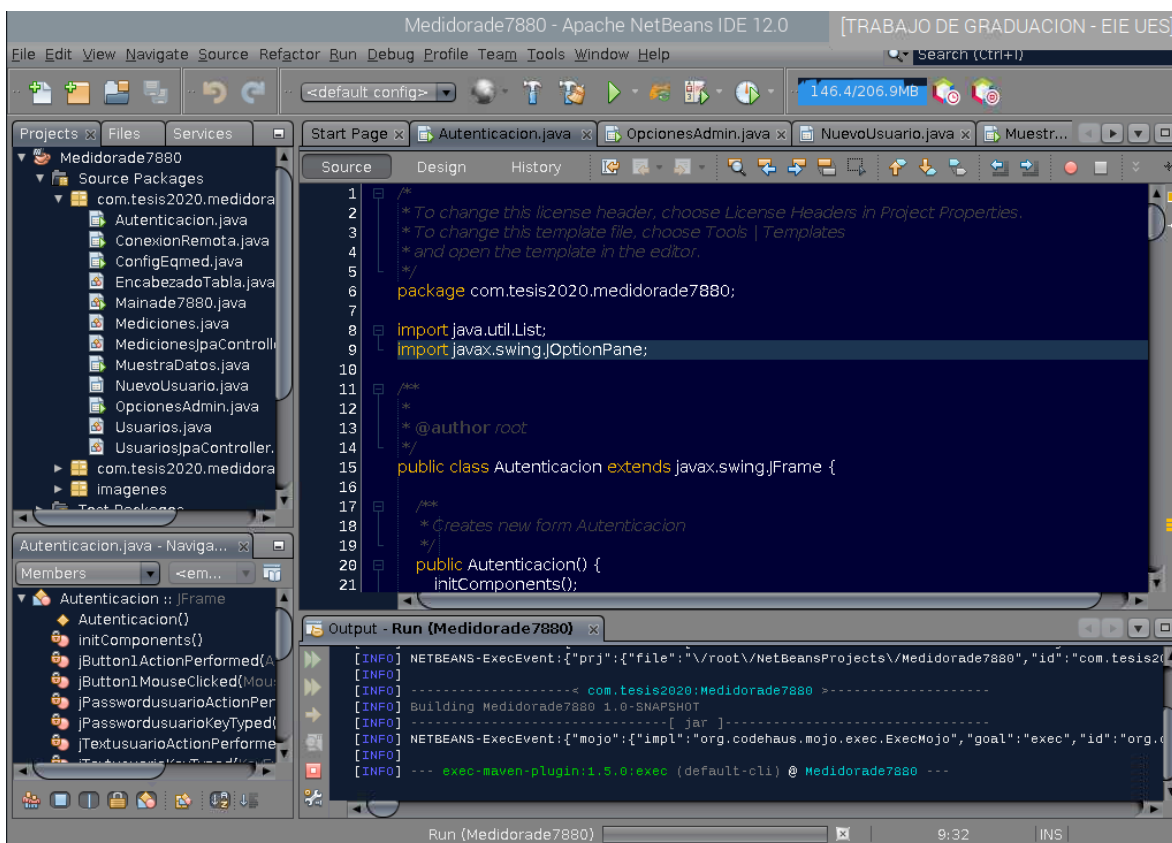 Medidorade7880 - Apache NetBeans IDE 12.0
[TRABAJO DE GRADUACION - EIE UES]
File Edit View Navigate Source Refactor Run Debug Profile Team Tools Window Help
Search (Ctrl+I)
<default config>
146.4/206.9MB
Projects Files Services
Start Page Autenticacion.java OpcionesAdmin.java NuevoUsuario.java Muestr...
Source Design History
Medidorade7880
Source Packages
com.tesis2020.medidora
Autenticacion.java
ConexionRemota.java
ConfigEqmed.java
EncabezadoTabla.java
Mainade7880.java
Mediciones.java
MedicionesJpaControll
MuestraDatos.java
NuevoUsuario.java
OpcionesAdmin.java
Usuarios.java
UsuariosJpaController.
com.tesis2020.medidora
imagenes
Test Packages
1 /*
2 * To change this license header, choose License Headers in Project Properties.
3 * To change this template file, choose Tools | Templates
4 * and open the template in the editor.
5 */
6 package com.tesis2020.medidorade7880;
7
8 import java.util.List;
9 import javax.swing.JOptionPane;
10
11 /**
12 *
13 * @author root
14 */
15 public class Autenticacion extends javax.swing.JFrame {
16
17 /**
18 * Creates new form Autenticacion
19 */
20 public Autenticacion() {
21 initComponents();
Autenticacion.java - Naviga...
Members <em...
Autenticacion :: JFrame
Autenticacion()
initComponents()
jButton1ActionPerformed(A
jButton1MouseClicked(Mou
jPasswordusuarioActionPer
jPasswordusuarioKeyTyped(
jTextusuarioActionPerforme
Output - Run (Medidorade7880)
[INFO] NETBEANS-ExecEvent:{"prj":{"file":"\/root\/NetBeansProjects\/Medidorade7880","id":"com.tesis2(
[INFO]
[INFO] ---------------------< com.tesis2020:Medidorade7880 >---------------------
[INFO] Building Medidorade7880 1.0-SNAPSHOT
[INFO] --------------------------------[ jar ]---------------------------------
[INFO] NETBEANS-ExecEvent:{"mojo":{"impl":"org.codehaus.mojo.exec.ExecMojo","goal":"exec","id":"org.c
[INFO]
[INFO] --- exec-maven-plugin:1.5.0:exec (default-cli) @ Medidorade7880 ---
Run (Medidorade7880)
9:32
INS